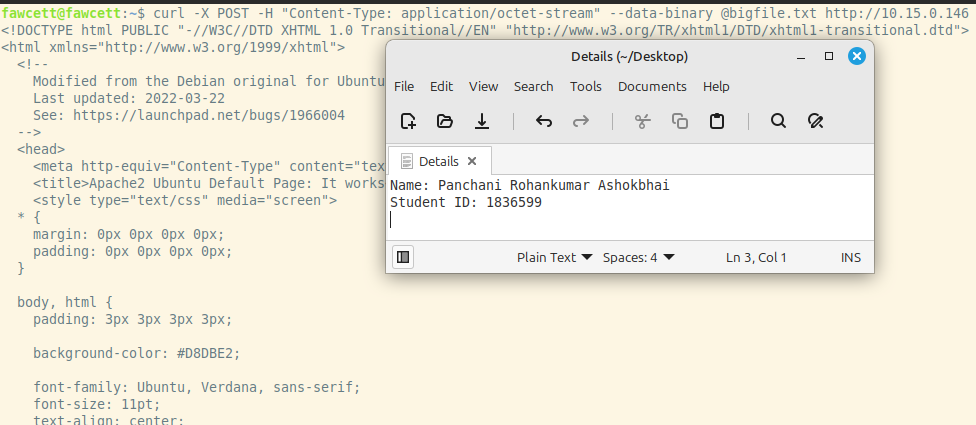 fawcett@fawcett:~$ curl -X POST -H "Content-Type: application/octet-stream" --data-binary @bigfile.txt http://10.15.0.146
<!DOCTYPE html PUBLIC "-//W3C//DTD XHTML 1.0 Transitional//EN" "http://www.w3.org/TR/xhtml1/DTD/xhtml1-transitional.dtd">
<html xmlns="http://www.w3.org/1999/xhtml">
  <!--
    Modified from the Debian original for Ubuntu
    Last updated: 2022-03-22
    See: https://launchpad.net/bugs/1966004
  -->
  <head>
    <meta http-equiv="Content-Type" content="tex
    <title>Apache2 Ubuntu Default Page: It works
    <style type="text/css" media="screen">
  * {
    margin: 0px 0px 0px 0px;
    padding: 0px 0px 0px 0px;
  }

  body, html {
    padding: 3px 3px 3px 3px;

    background-color: #D8DBE2;

    font-family: Ubuntu, Verdana, sans-serif;
    font-size: 11pt;
    text-align: center;
Details (~/Desktop)
File Edit View Search Tools Documents Help
Details
Name: Panchani Rohankumar Ashokbhai
Student ID: 1836599
Plain Text Spaces: 4 Ln 3, Col 1 INS